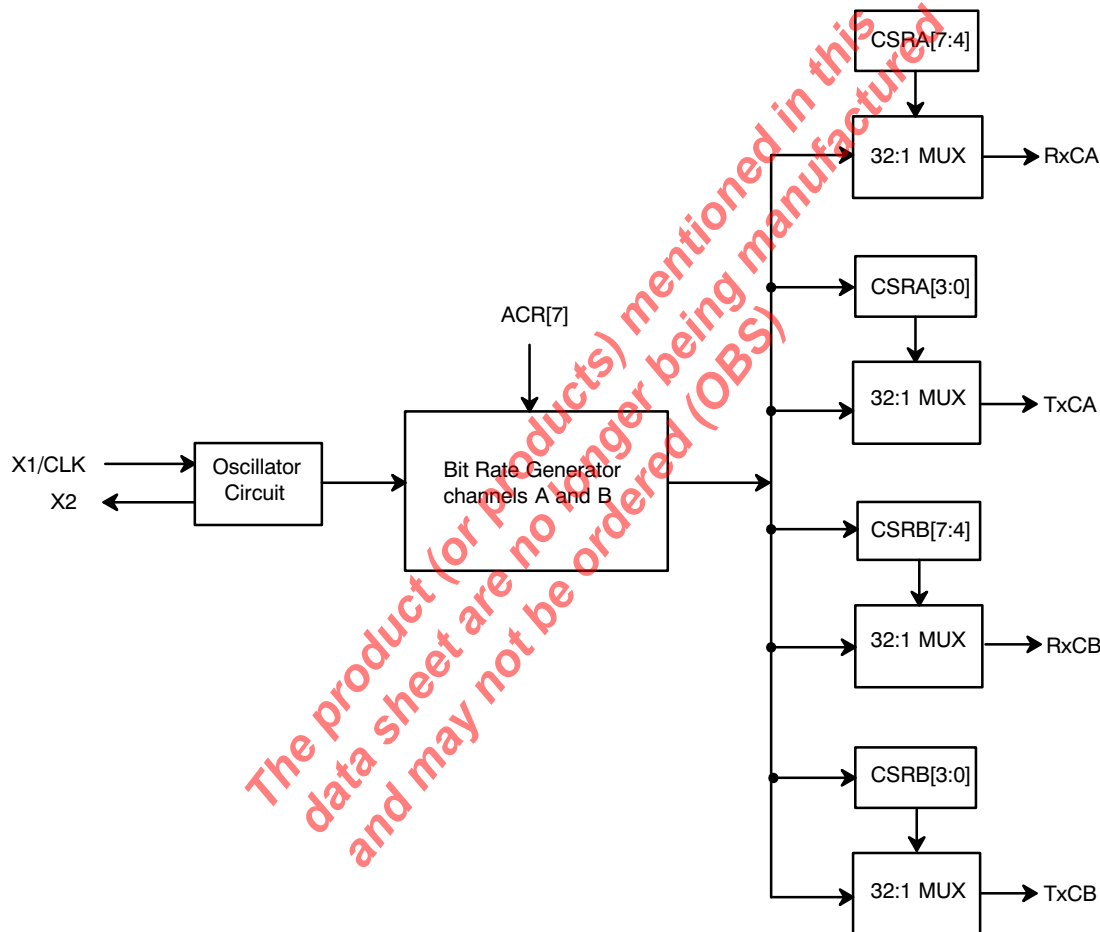 CSRA[7:4]
32:1 MUX
RxCA
CSRA[3:0]
ACR[7]
32:1 MUX
TxCA
X1/CLK
X2
Oscillator
Circuit
Bit Rate Generator
channels A and B
CSRB[7:4]
32:1 MUX
RxCB
CSRB[3:0]
32:1 MUX
TxCB
The product (or products) mentioned in this
data sheet are no longer being manufactured
and may not be ordered (OBS)